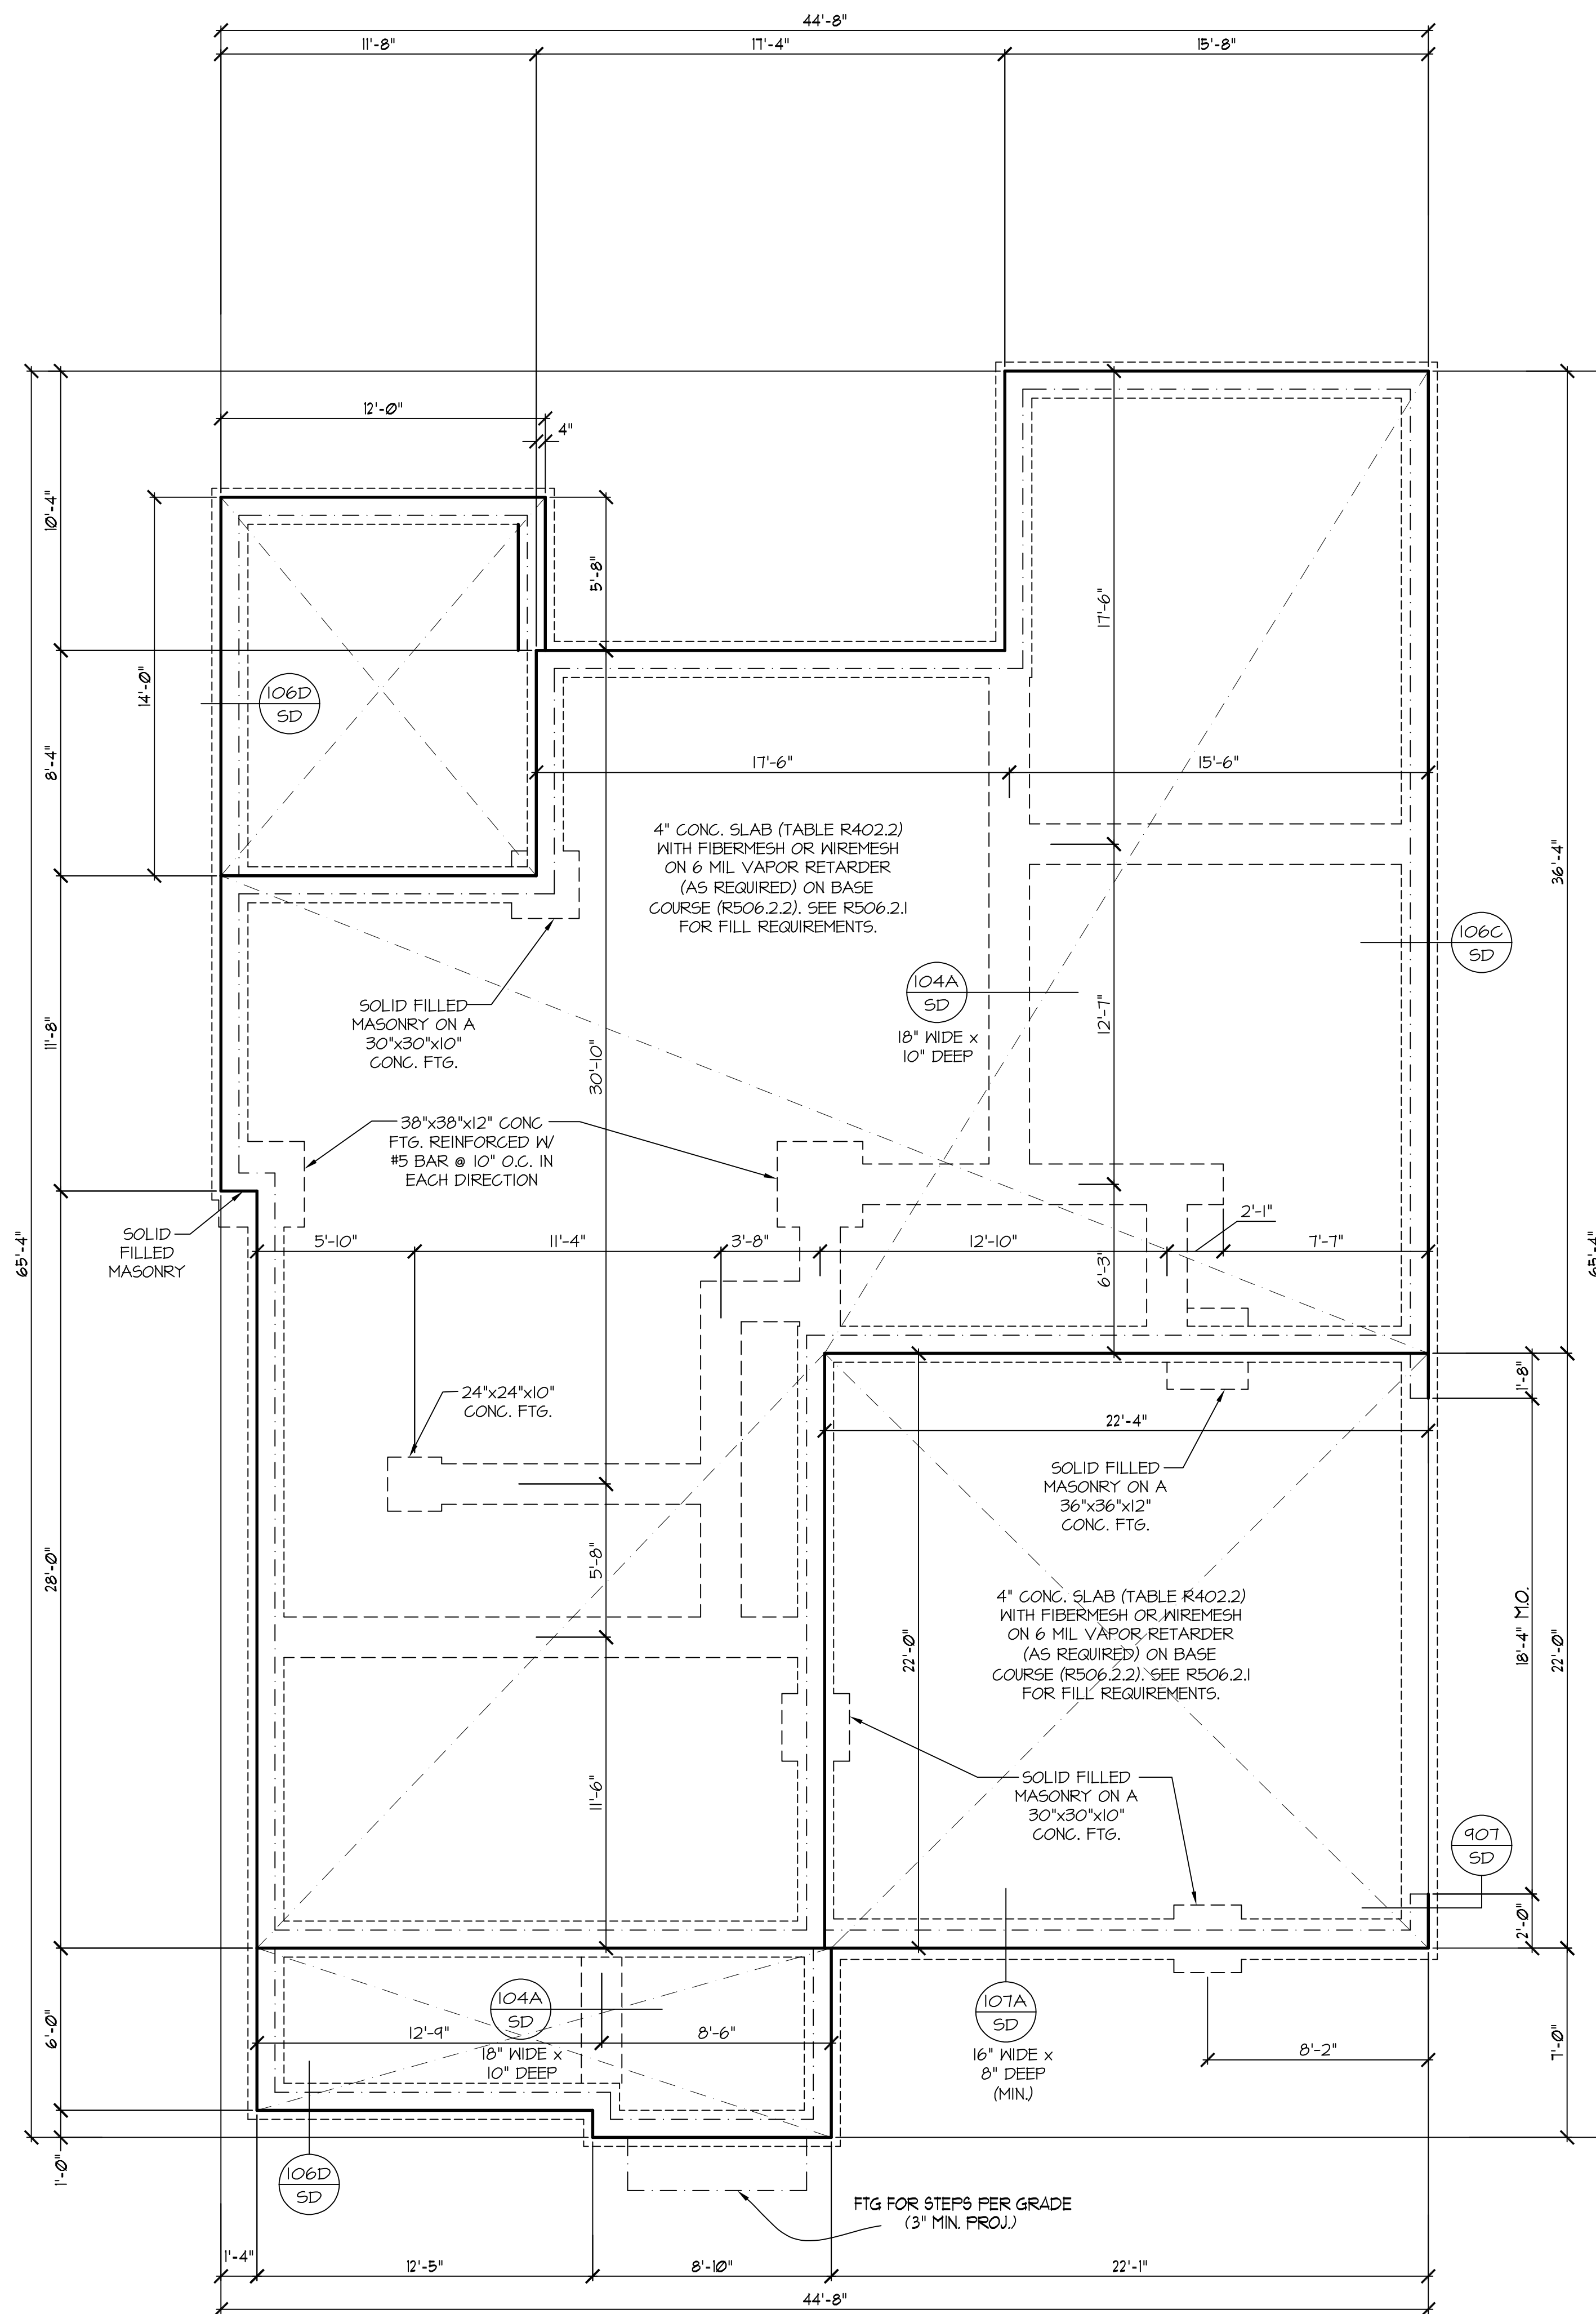 44'-8"
11'-8"
17'-4"
15'-8"
12'-0"
4"
10'-4"
5'-8"
17'-6"
14'-0"
106D
SD
8'-4"
17'-6"
15'-6"
4" CONC. SLAB (TABLE R402.2)
WITH FIBERMESH OR WIREMESH
ON 6 MIL VAPOR RETARDER
(AS REQUIRED) ON BASE
COURSE (R506.2.2). SEE R506.2.1
FOR FILL REQUIREMENTS.
36'-4"
106C
SD
104A
SD
18" WIDE x
10" DEEP
12'-7"
SOLID FILLED
MASONRY ON A
30"x30"x10"
CONC. FTG.
11'-8"
30'-10"
38"x38"x12" CONC
FTG. REINFORCED W/
#5 BAR @ 10" O.C. IN
EACH DIRECTION
SOLID
FILLED
MASONRY
65'-4"
5'-10"
11'-4"
3'-8"
12'-10"
2'-1"
7'-7"
6'-3"
65'-4"
1'-8"
24"x24"x10"
CONC. FTG.
22'-4"
SOLID FILLED
MASONRY ON A
36"x36"x12"
CONC. FTG.
28'-0"
5'-8"
4" CONC. SLAB (TABLE R402.2)
WITH FIBERMESH OR WIREMESH
ON 6 MIL VAPOR RETARDER
(AS REQUIRED) ON BASE
COURSE (R506.2.2). SEE R506.2.1
FOR FILL REQUIREMENTS.
22'-0"
18'-4" M.O.
22'-0"
11'-6"
SOLID FILLED
MASONRY ON A
30"x30"x10"
CONC. FTG.
907
SD
2'-0"
6'-0"
104A
SD
12'-9"
8'-6"
18" WIDE x
10" DEEP
107A
SD
16" WIDE x
8" DEEP
(MIN.)
8'-2"
7'-0"
1'-0"
106D
SD
FTG FOR STEPS PER GRADE
(3" MIN. PROJ.)
1'-4"
12'-5"
8'-10"
22'-1"
44'-8"